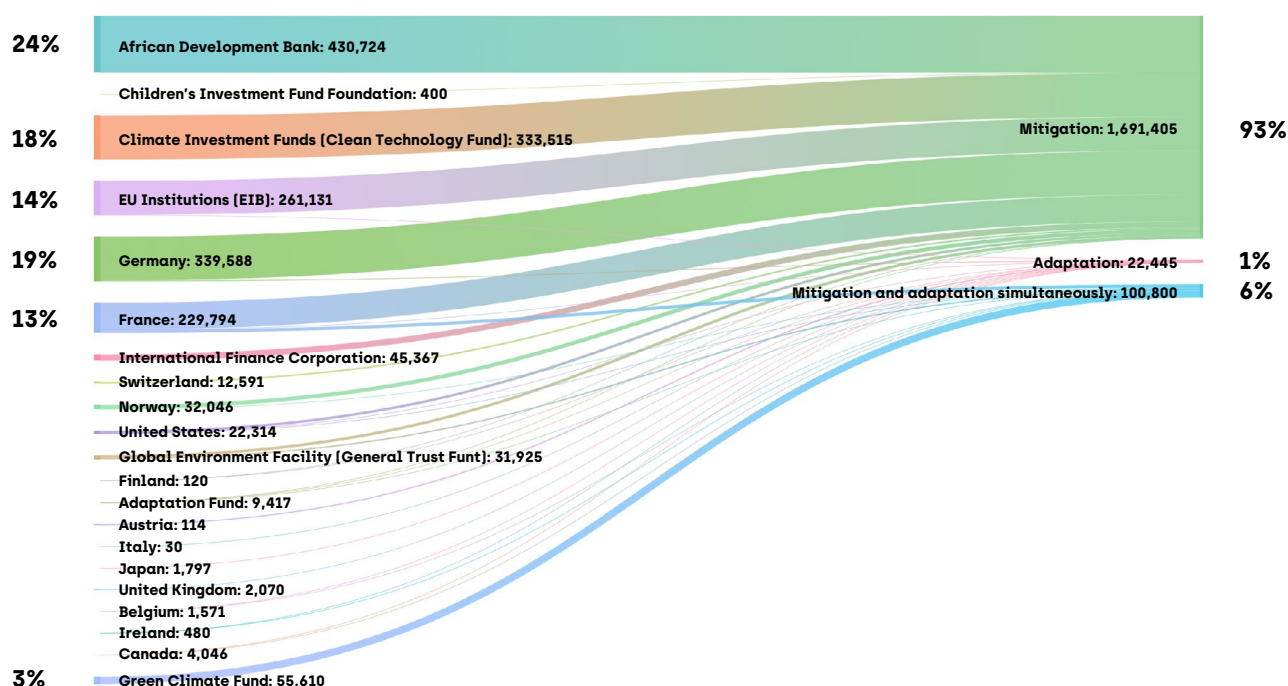 24%
African Development Bank: 430,724
Children's Investment Fund Foundation: 400
18%
Climate Investment Funds (Clean Technology Fund): 333,515
Mitigation: 1,691,405
93%
14%
EU Institutions (EIB): 261,131
19%
Germany: 339,588
Adaptation: 22,445
1%
Mitigation and adaptation simultaneously: 100,800
6%
13%
France: 229,794
International Finance Corporation: 45,367
Switzerland: 12,591
Norway: 32,046
United States: 22,314
Global Environment Facility (General Trust Funt): 31,925
Finland: 120
Adaptation Fund: 9,417
Austria: 114
Italy: 30
Japan: 1,797
United Kingdom: 2,070
Belgium: 1,571
Ireland: 480
Canada: 4,046
3%
Green Climate Fund: 55,610